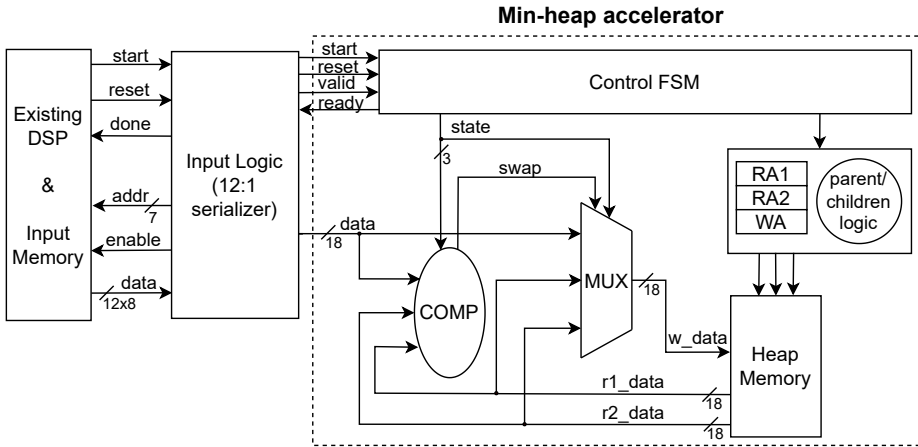 Min-heap accelerator
Existing
DSP
&
Input
Memory
start
reset
done
addr
7
enable
data
12x8
Input Logic
(12:1
serializer)
start
reset
valid
ready
Control FSM
state
3
swap
data
18
COMP
MUX
18
RA1
RA2
WA
parent/
children
logic
w_data
Heap
Memory
r1_data
18
r2_data
18